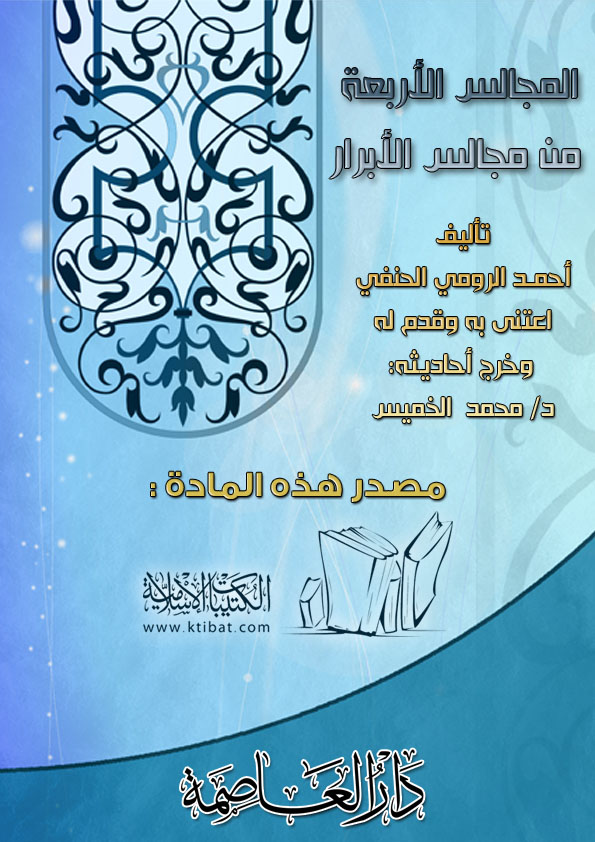 المجالس الأربعة
من مجالس الأبرار
تأليف
أحمد الرومي الحنفي
اعتنى به وقدم له
وخرج أحاديثه:
د/ محمد الخميس
مصدر هذه المادة :
الكتيبات الإسلامية
www.ktibat.com
دار العاصمة